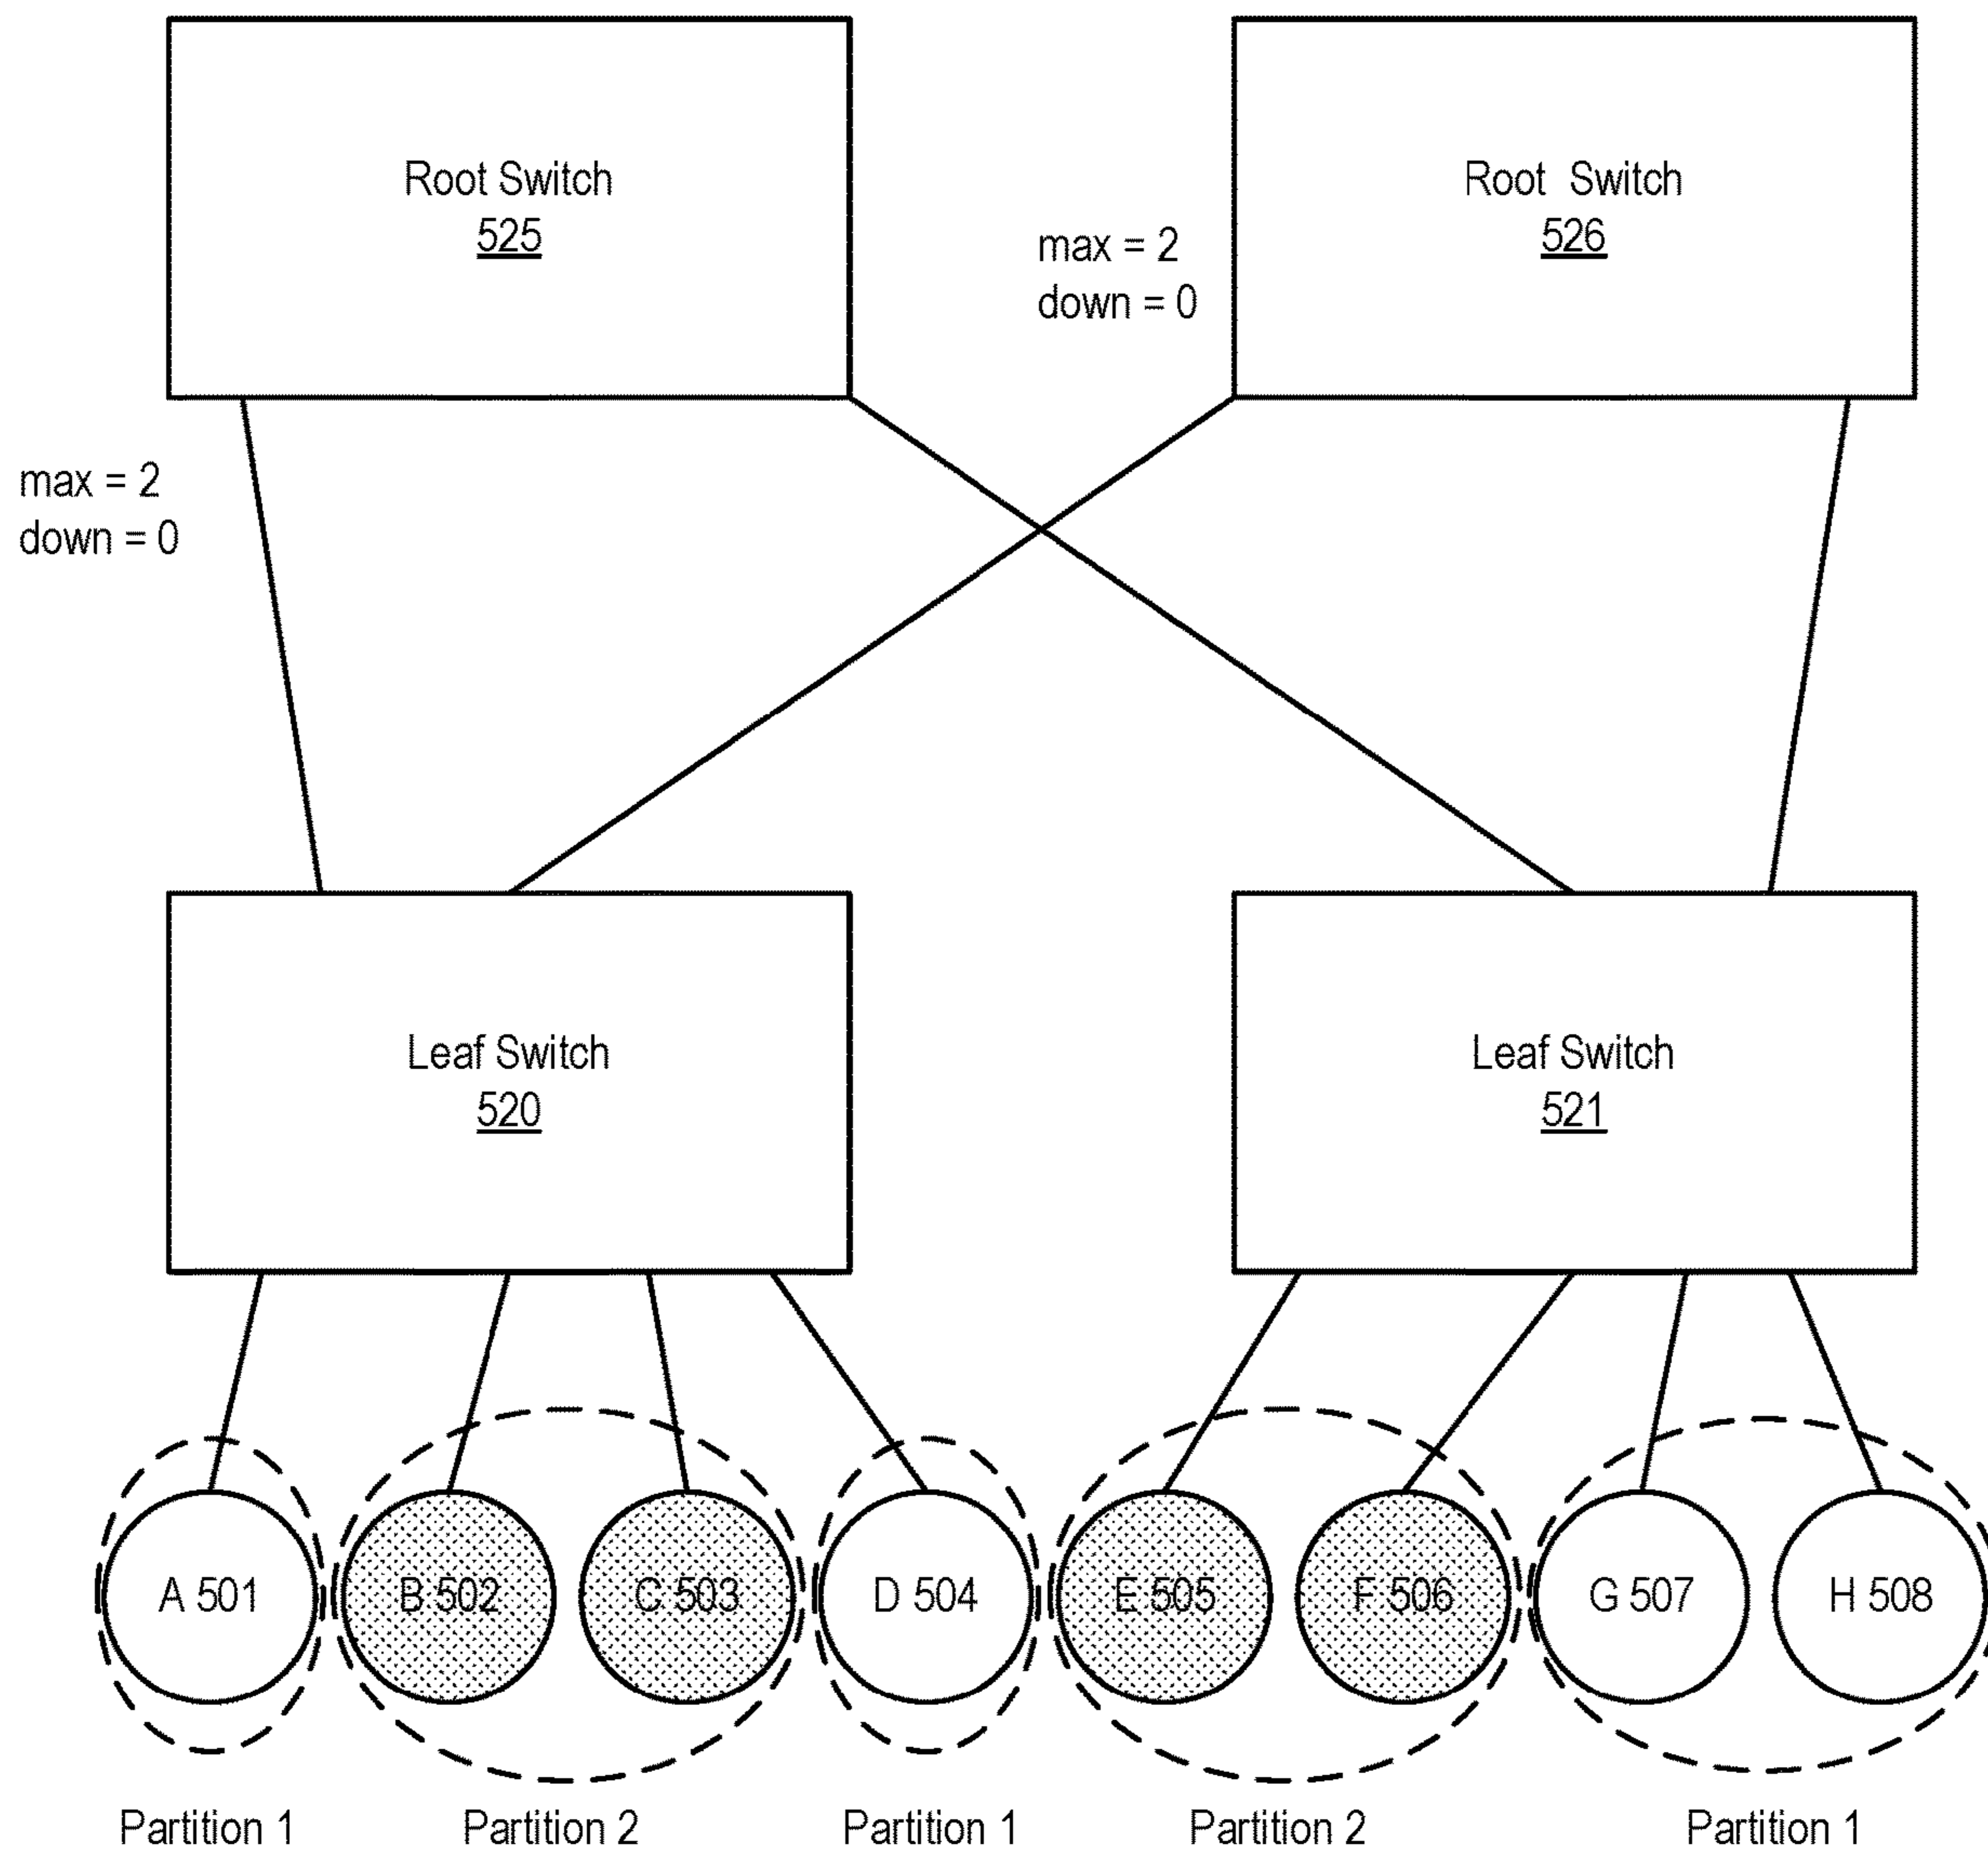 Root Switch
525
Root Switch
526
max = 2
down = 0
max = 2
down = 0
Leaf Switch
520
Leaf Switch
521
A 501
B 502
C 503
D 504
E 505
F 506
G 507
H 508
Partition 1
Partition 2
Partition 1
Partition 2
Partition 1